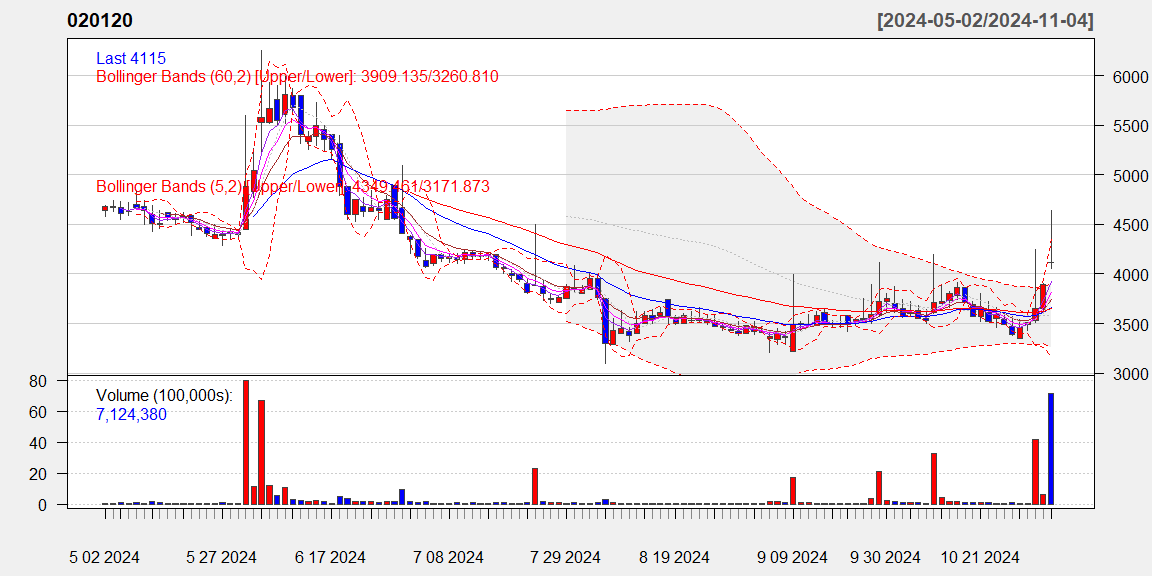 020120 [2024-05-02/2024-11-04]
Last 4115
Bollinger Bands (60,2) [Upper/Lower]: 3909.135/3260.810
Bollinger Bands (5,2) [Upper/Lower]: 4349.461/3171.873
6000
5500
5000
4500
4000
3500
3000
Volume (100,000s):
7,124,380
80
60
40
20
0
5 02 2024 5 27 2024 6 17 2024 7 08 2024 7 29 2024 8 19 2024 9 09 2024 9 30 2024 10 21 2024